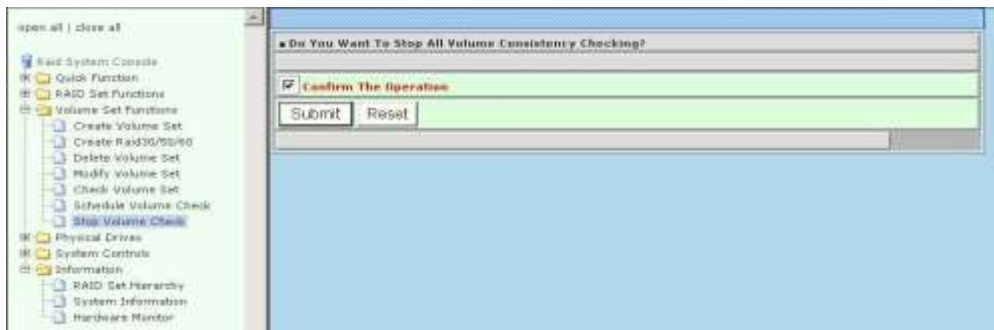 open all | close all
Raid System Console
Quick Function
RAID Set Functions
Volume Set Functions
Create Volume Set
Create Raid30/50/60
Delete Volume Set
Modify Volume Set
Check Volume Set
Schedule Volume Check
Stop Volume Check
Physical Drives
System Controls
Information
RAID Set Hierarchy
System Information
Hardware Monitor
Do You Want To Stop All Volume Consistency Checking?
Confirm The Operation
Submit Reset